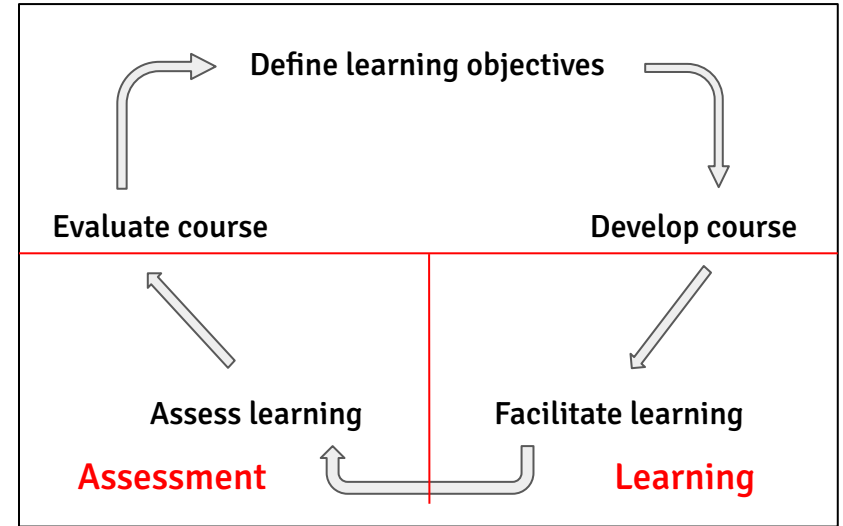 Define learning objectives
Evaluate course
Develop course
Assess learning
Facilitate learning
Assessment
Learning